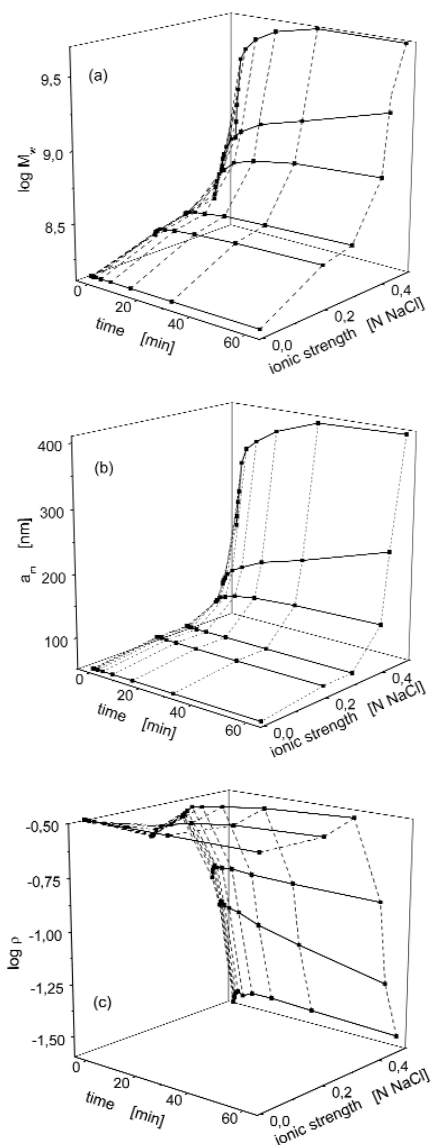 (a)
9,5
9,0
8,5
log M_w
0
20
40
60
time [min]
0,0
0,2
0,4
ionic strength [N NaCl]
(b)
400
300
200
100
a_m [nm]
0
20
40
60
time [min]
0,0
0,2
0,4
ionic strength [N NaCl]
-0,50
-0,75
-1,00
-1,25
-1,50
log ρ
(c)
0
20
40
60
time [min]
0,0
0,2
0,4
ionic strength [N NaCl]